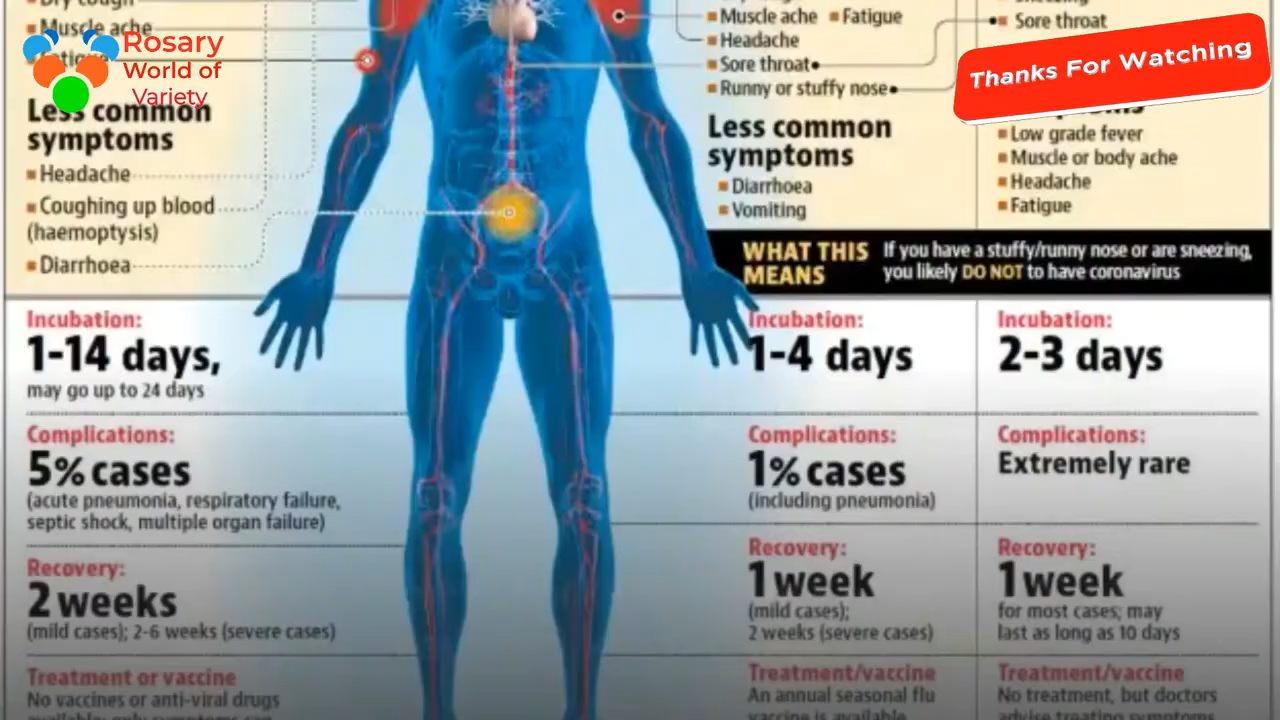 Dry cough
Muscle ache
Rosary
World of
Variety
Less common
symptoms
Headache
Coughing up blood
(haemoptysis)
Diarrhoea
Incubation:
1-14 days,
may go up to 24 days
Complications:
5% cases
(acute pneumonia, respiratory failure,
septic shock, multiple organ failure)
Recovery:
2 weeks
(mild cases); 2-6 weeks (severe cases)
Treatment or vaccine
No vaccines or anti-viral drugs
Muscle ache Fatigue
Headache
Sore throat
Runny or stuffy nose
Less common
symptoms
Diarrhoea
Vomiting
Sore throat
Thanks For Watching
Low grade fever
Muscle or body ache
Headache
Fatigue
WHAT THIS
MEANS
If you have a stuffy/runny nose or are sneezing,
you likely DO NOT to have coronavirus
Incubation:
1-4 days
Complications:
1% cases
(including pneumonia)
Recovery:
1 week
(mild cases);
2 weeks (severe cases)
Treatment/vaccine
An annual seasonal flu
vaccine is available
Incubation:
2-3 days
Complications:
Extremely rare
Recovery:
1 week
for most cases; may
last as long as 10 days
Treatment/vaccine
No treatment, but doctors
advise treating symptoms